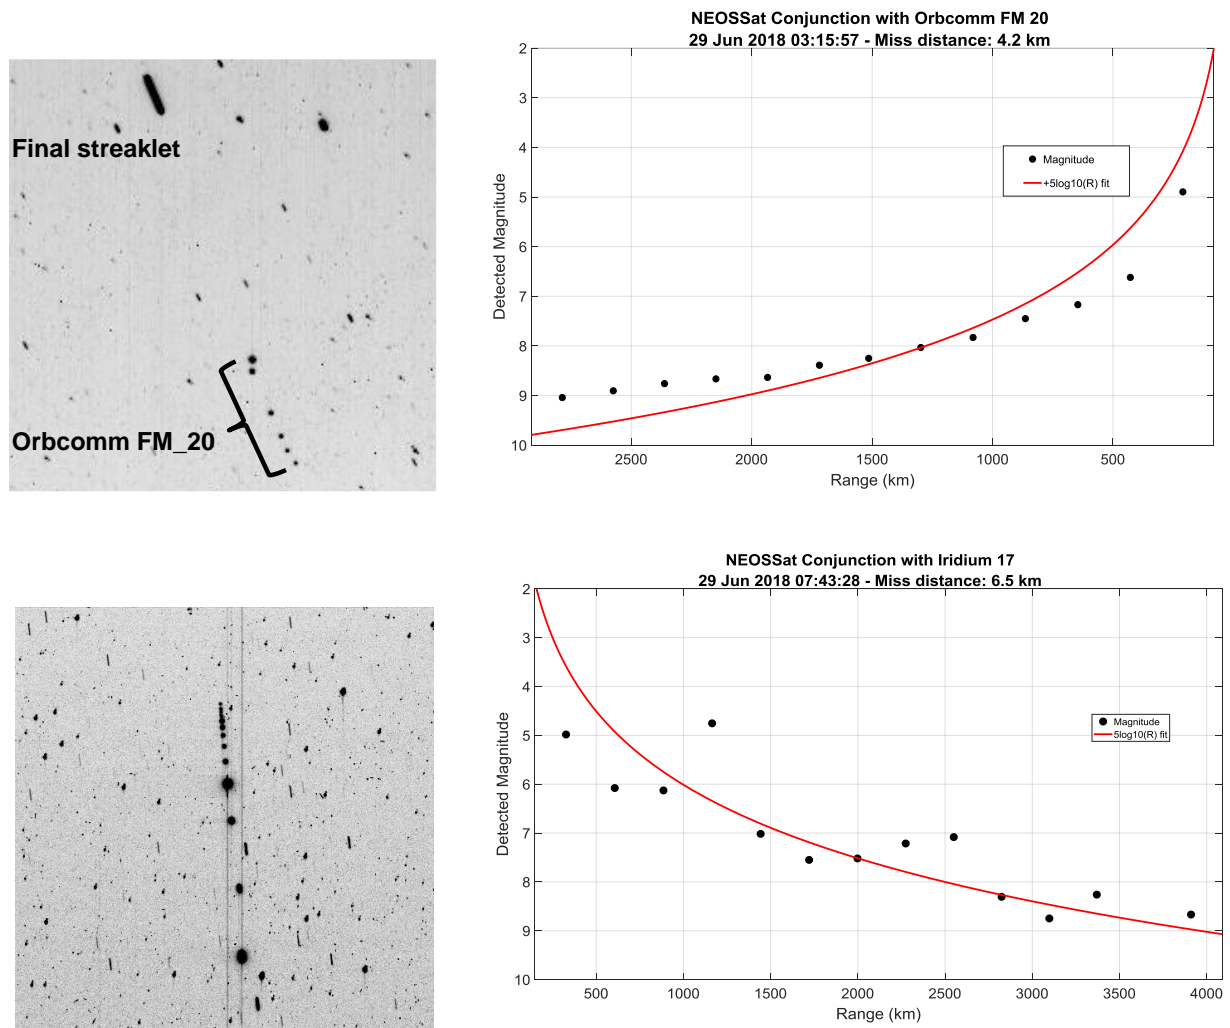 NEOSSat Conjunction with Orbcomm FM 20
29 Jun 2018 03:15:57 - Miss distance: 4.2 km
Final streaklet
Orbcomm FM_20
Detected Magnitude
2
3
4
5
6
7
8
9
10
Magnitude
+5log10(R) fit
2500
2000
1500
1000
500
Range (km)
NEOSSat Conjunction with Iridium 17
29 Jun 2018 07:43:28 - Miss distance: 6.5 km
Detected Magnitude
2
3
4
5
6
7
8
9
10
Magnitude
5log10(R) fit
500
1000
1500
2000
2500
3000
3500
4000
Range (km)